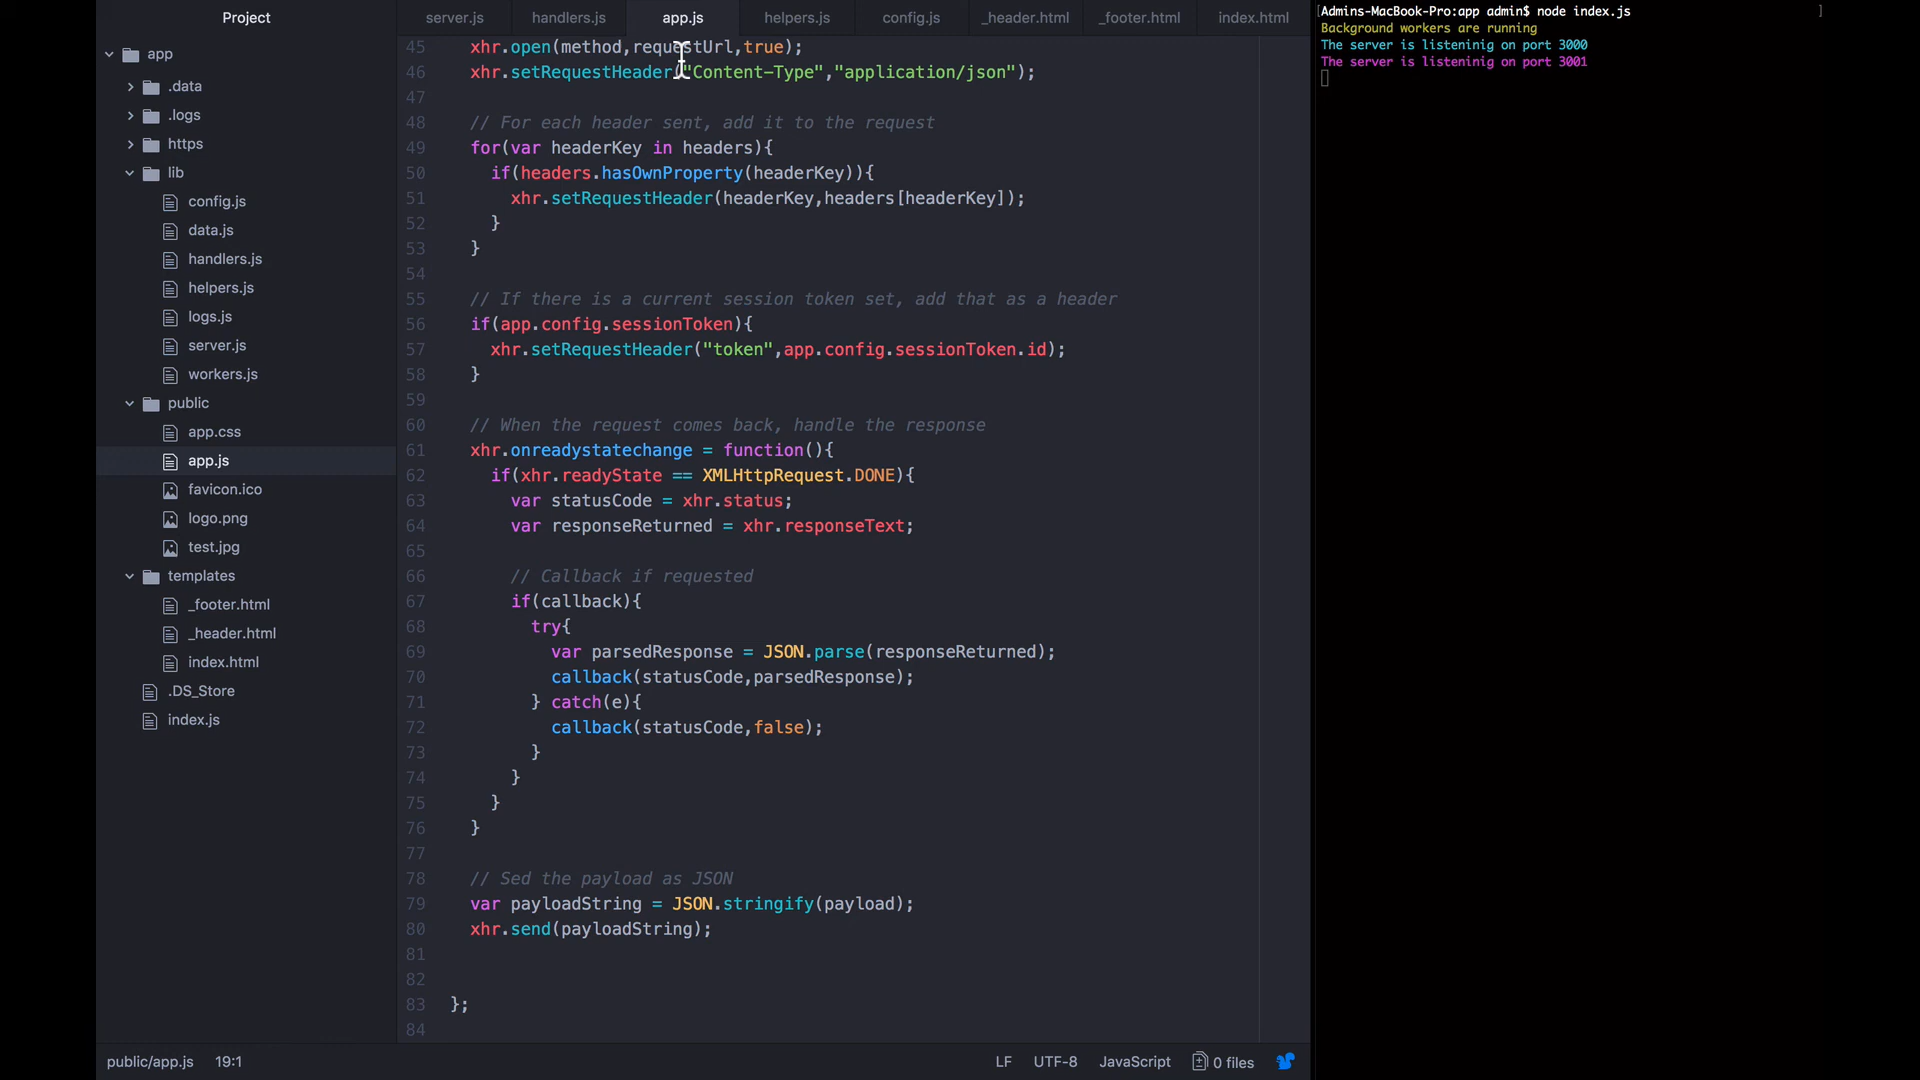 Project
app
.data
.logs
https
lib
config.js
data.js
handlers.js
helpers.js
logs.js
server.js
workers.js
public
app.css
app.js
favicon.ico
logo.png
test.jpg
templates
_footer.html
_header.html
index.html
.DS_Store
index.js
server.js handlers.js app.js helpers.js config.js _header.html _footer.html index.html
45 xhr.open(method,requestUrl,true);
46 xhr.setRequestHeader("Content-Type","application/json");
47
48 // For each header sent, add it to the request
49 for(var headerKey in headers){
50 if(headers.hasOwnProperty(headerKey)){
51 xhr.setRequestHeader(headerKey,headers[headerKey]);
52 }
53 }
54
55 // If there is a current session token set, add that as a header
56 if(app.config.sessionToken){
57 xhr.setRequestHeader("token",app.config.sessionToken.id);
58 }
59
60 // When the request comes back, handle the response
61 xhr.onreadystatechange = function(){
62 if(xhr.readyState == XMLHttpRequest.DONE){
63 var statusCode = xhr.status;
64 var responseReturned = xhr.responseText;
65
66 // Callback if requested
67 if(callback){
68 try{
69 var parsedResponse = JSON.parse(responseReturned);
70 callback(statusCode,parsedResponse);
71 } catch(e){
72 callback(statusCode,false);
73 }
74 }
75 }
76 }
77
78 // Sed the payload as JSON
79 var payloadString = JSON.stringify(payload);
80 xhr.send(payloadString);
81
82
83 };
84
public/app.js 19:1 LF UTF-8 JavaScript 0 files
[Admins-MacBook-Pro:app admin$ node index.js ]
Background workers are running
The server is listeninig on port 3000
The server is listeninig on port 3001